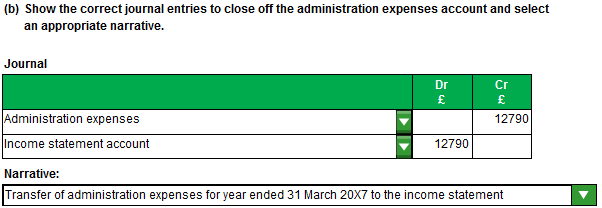 (b) Show the correct journal entries to close off the administration expenses account and select
an appropriate narrative.
Journal
Dr Cr
£ £
Administration expenses 12790
Income statement account 12790
Narrative:
Transfer of administration expenses for year ended 31 March 20X7 to the income statement